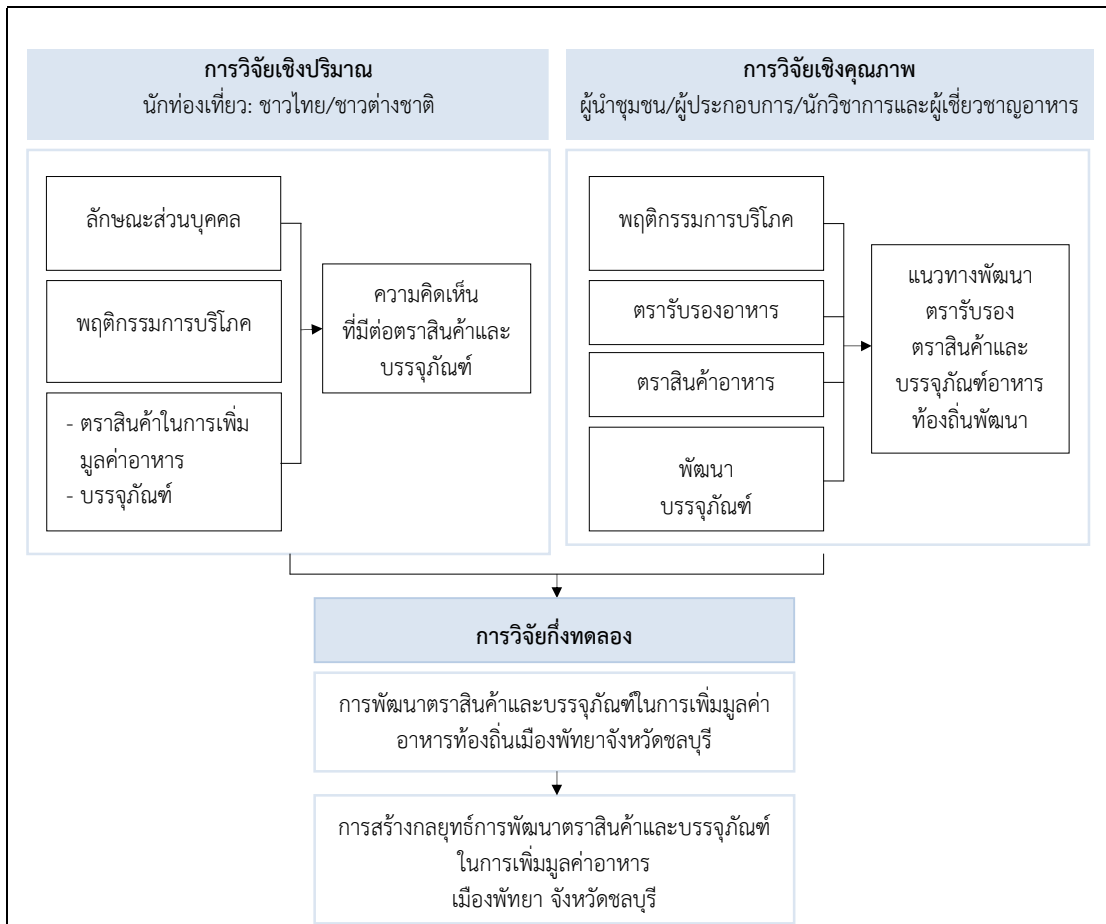 การวิจัยเชิงปริมาณ
นักท่องเที่ยว: ชาวไทย/ชาวต่างชาติ
ลักษณะส่วนบุคคล
พฤติกรรมการบริโภค
- ตราสินค้าในการเพิ่ม
มูลค่าอาหาร
- บรรจุภัณฑ์
ความคิดเห็น
ที่มีต่อตราสินค้าและ
บรรจุภัณฑ์
การวิจัยเชิงคุณภาพ
ผู้นำชุมชน/ผู้ประกอบการ/นักวิชาการและผู้เชี่ยวชาญอาหาร
พฤติกรรมการบริโภค
ตรารับรองอาหาร
ตราสินค้าอาหาร
พัฒนา
บรรจุภัณฑ์
แนวทางพัฒนา
ตรารับรอง
ตราสินค้าและ
บรรจุภัณฑ์อาหาร
ท้องถิ่นพัฒนา
การวิจัยกึ่งทดลอง
การพัฒนาตราสินค้าและบรรจุภัณฑ์ในการเพิ่มมูลค่า
อาหารท้องถิ่นเมืองพัทยาจังหวัดชลบุรี
การสร้างกลยุทธ์การพัฒนาตราสินค้าและบรรจุภัณฑ์
ในการเพิ่มมูลค่าอาหาร
เมืองพัทยา จังหวัดชลบุรี